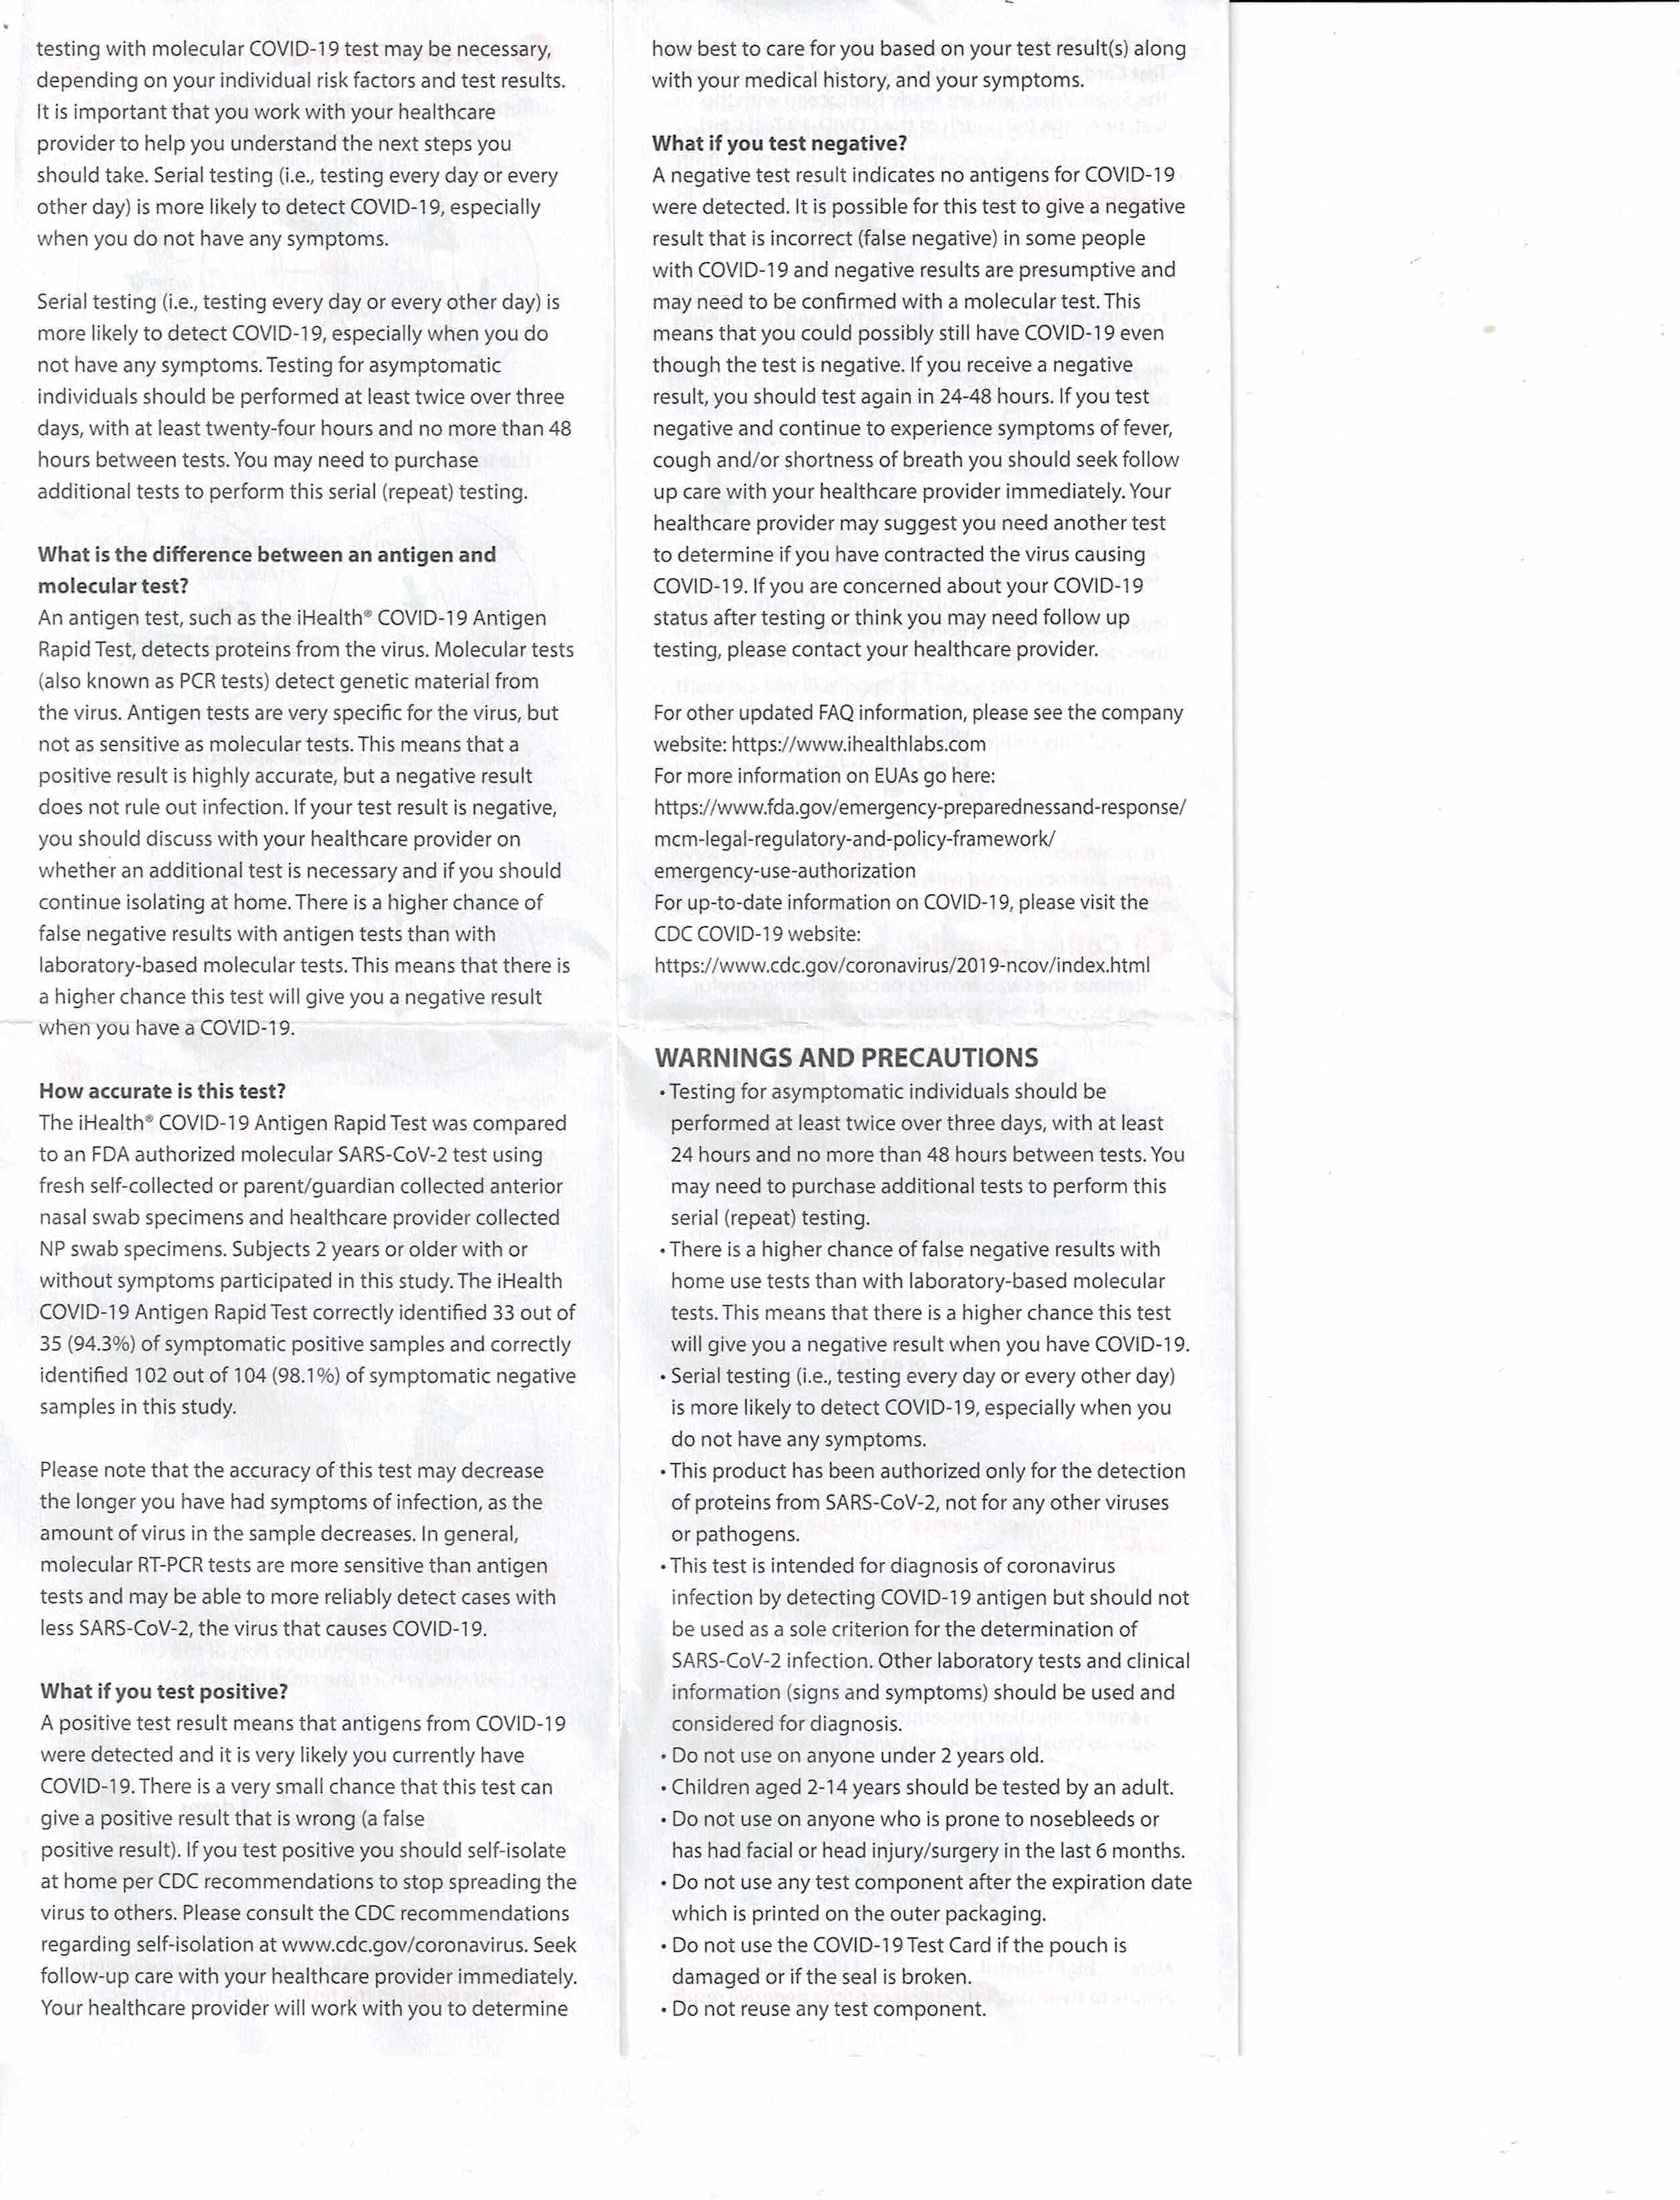 testing with molecular COVID-19 test may be necessary,
depending on your individual risk factors and test results.
It is important that you work with your healthcare
provider to help you understand the next steps you
should take. Serial testing (i.e., testing every day or every
other day) is more likely to detect COVID-19, especially
when you do not have any symptoms.

Serial testing (i.e., testing every day or every other day) is
more likely to detect COVID-19, especially when you do
not have any symptoms. Testing for asymptomatic
individuals should be performed at least twice over three
days, with at least twenty-four hours and no more than 48
hours between tests. You may need to purchase
additional tests to perform this serial (repeat) testing.

What is the difference between an antigen and
molecular test?
An antigen test, such as the iHealth® COVID-19 Antigen
Rapid Test, detects proteins from the virus. Molecular tests
(also known as PCR tests) detect genetic material from
the virus. Antigen tests are very specific for the virus, but
not as sensitive as molecular tests. This means that a
positive result is highly accurate, but a negative result
does not rule out infection. If your test result is negative,
you should discuss with your healthcare provider on
whether an additional test is necessary and if you should
continue isolating at home. There is a higher chance of
false negative results with antigen tests than with
laboratory-based molecular tests. This means that there is
a higher chance this test will give you a negative result
when you have a COVID-19.

How accurate is this test?
The iHealth® COVID-19 Antigen Rapid Test was compared
to an FDA authorized molecular SARS-CoV-2 test using
fresh self-collected or parent/guardian collected anterior
nasal swab specimens and healthcare provider collected
NP swab specimens. Subjects 2 years or older with or
without symptoms participated in this study. The iHealth
COVID-19 Antigen Rapid Test correctly identified 33 out of
35 (94.3%) of symptomatic positive samples and correctly
identified 102 out of 104 (98.1%) of symptomatic negative
samples in this study.

Please note that the accuracy of this test may decrease
the longer you have had symptoms of infection, as the
amount of virus in the sample decreases. In general,
molecular RT-PCR tests are more sensitive than antigen
tests and may be able to more reliably detect cases with
less SARS-CoV-2, the virus that causes COVID-19.

What if you test positive?
A positive test result means that antigens from COVID-19
were detected and it is very likely you currently have
COVID-19. There is a very small chance that this test can
give a positive result that is wrong (a false
positive result). If you test positive you should self-isolate
at home per CDC recommendations to stop spreading the
virus to others. Please consult the CDC recommendations
regarding self-isolation at www.cdc.gov/coronavirus. Seek
follow-up care with your healthcare provider immediately.
Your healthcare provider will work with you to determine
how best to care for you based on your test result(s) along
with your medical history, and your symptoms.

What if you test negative?
A negative test result indicates no antigens for COVID-19
were detected. It is possible for this test to give a negative
result that is incorrect (false negative) in some people
with COVID-19 and negative results are presumptive and
may need to be confirmed with a molecular test. This
means that you could possibly still have COVID-19 even
though the test is negative. If you receive a negative
result, you should test again in 24-48 hours. If you test
negative and continue to experience symptoms of fever,
cough and/or shortness of breath you should seek follow
up care with your healthcare provider immediately. Your
healthcare provider may suggest you need another test
to determine if you have contracted the virus causing
COVID-19. If you are concerned about your COVID-19
status after testing or think you may need follow up
testing, please contact your healthcare provider.

For other updated FAQ information, please see the company
website: https://www.ihealthlabs.com
For more information on EUAs go here:
https://www.fda.gov/emergency-preparednessand-response/
mcm-legal-regulatory-and-policy-framework/
emergency-use-authorization
For up-to-date information on COVID-19, please visit the
CDC COVID-19 website:
https://www.cdc.gov/coronavirus/2019-ncov/index.html

WARNINGS AND PRECAUTIONS
• Testing for asymptomatic individuals should be
performed at least twice over three days, with at least
24 hours and no more than 48 hours between tests. You
may need to purchase additional tests to perform this
serial (repeat) testing.
• There is a higher chance of false negative results with
home use tests than with laboratory-based molecular
tests. This means that there is a higher chance this test
will give you a negative result when you have COVID-19.
• Serial testing (i.e., testing every day or every other day)
is more likely to detect COVID-19, especially when you
do not have any symptoms.
• This product has been authorized only for the detection
of proteins from SARS-CoV-2, not for any other viruses
or pathogens.
• This test is intended for diagnosis of coronavirus
infection by detecting COVID-19 antigen but should not
be used as a sole criterion for the determination of
SARS-CoV-2 infection. Other laboratory tests and clinical
information (signs and symptoms) should be used and
considered for diagnosis.
• Do not use on anyone under 2 years old.
• Children aged 2-14 years should be tested by an adult.
• Do not use on anyone who is prone to nosebleeds or
has had facial or head injury/surgery in the last 6 months.
• Do not use any test component after the expiration date
which is printed on the outer packaging.
• Do not use the COVID-19 Test Card if the pouch is
damaged or if the seal is broken.
• Do not reuse any test component.